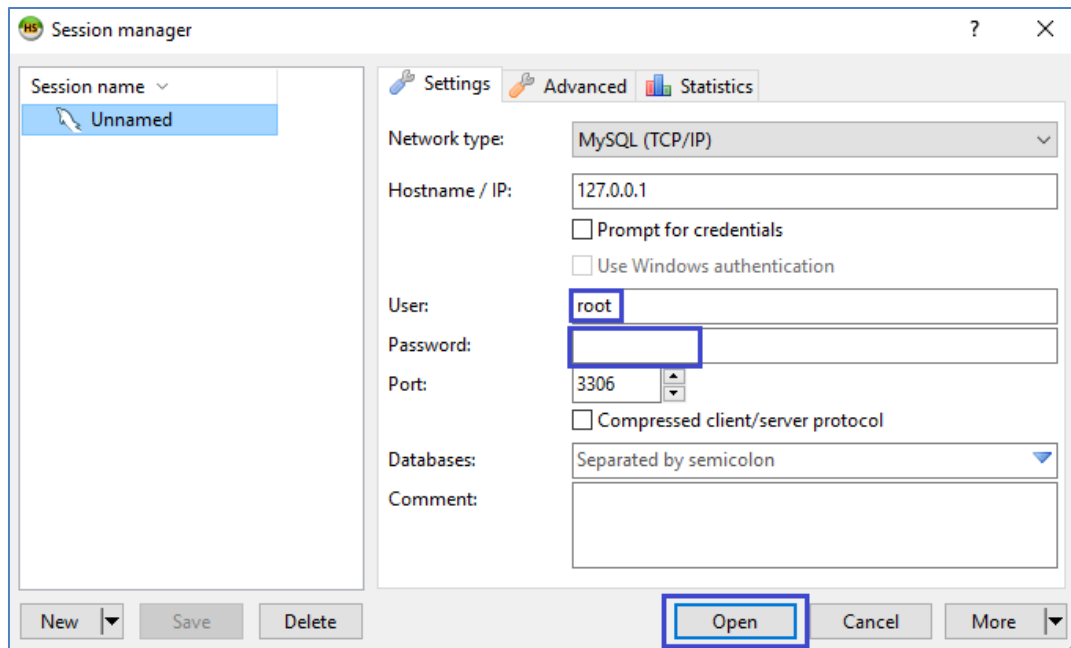 HS Session manager ?
Session name
Unnamed
Settings Advanced Statistics
Network type: MySQL (TCP/IP)
Hostname / IP: 127.0.0.1
Prompt for credentials
Use Windows authentication
User: root
Password:
Port: 3306
Compressed client/server protocol
Databases: Separated by semicolon
Comment:
New Save Delete Open Cancel More